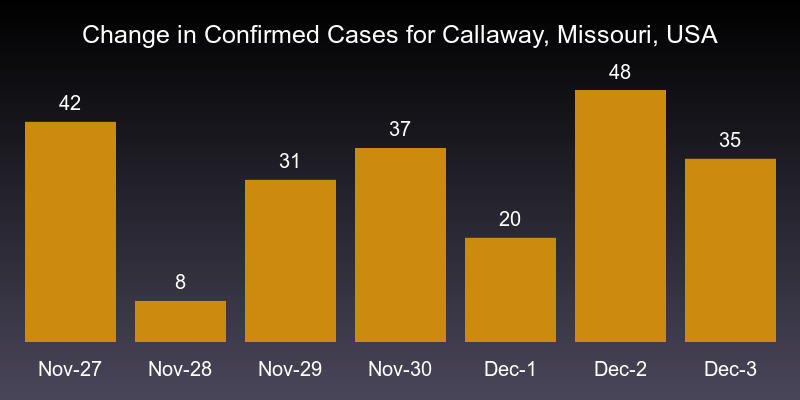 Change in Confirmed Cases for Callaway, Missouri, USA
42
8
31
37
20
48
35
Nov-27
Nov-28
Nov-29
Nov-30
Dec-1
Dec-2
Dec-3